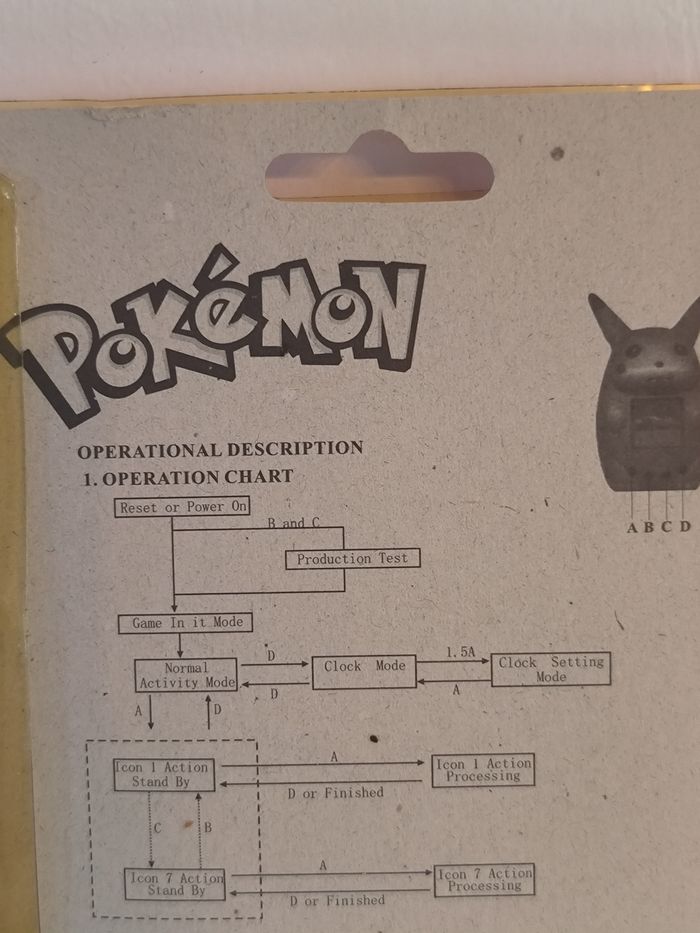 POKéMON
OPERATIONAL DESCRIPTION
1. OPERATION CHART
Reset or Power On
B and C
Production Test
A B C D
Game In it Mode
Normal
Activity Mode
D
D
Clock Mode
1.5A
A
Clock Setting
Mode
A
D
Icon 1 Action
Stand By
A
D or Finished
Icon 1 Action
Processing
C
B
Icon 7 Action
Stand By
A
D or Finished
Icon 7 Action
Processing